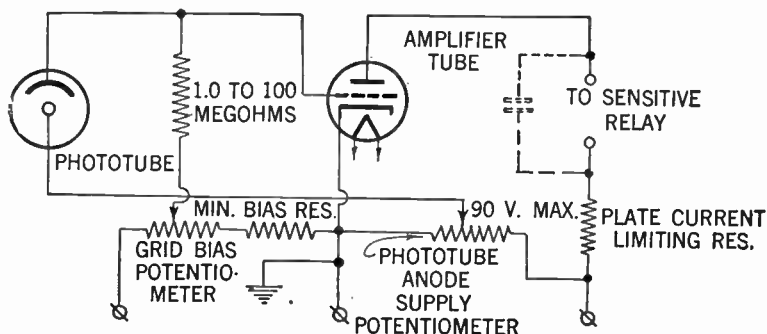 AMPLIFIER
TUBE
1.0 TO 100
MEGOHMS
TO SENSITIVE
RELAY
PHOTOTUBE
MIN. BIAS RES.
90 V. MAX.
PLATE CURRENT
LIMITING RES.
GRID BIAS
POTENTIO-
METER
PHOTOTUBE
ANODE
SUPPLY
POTENTIOMETER